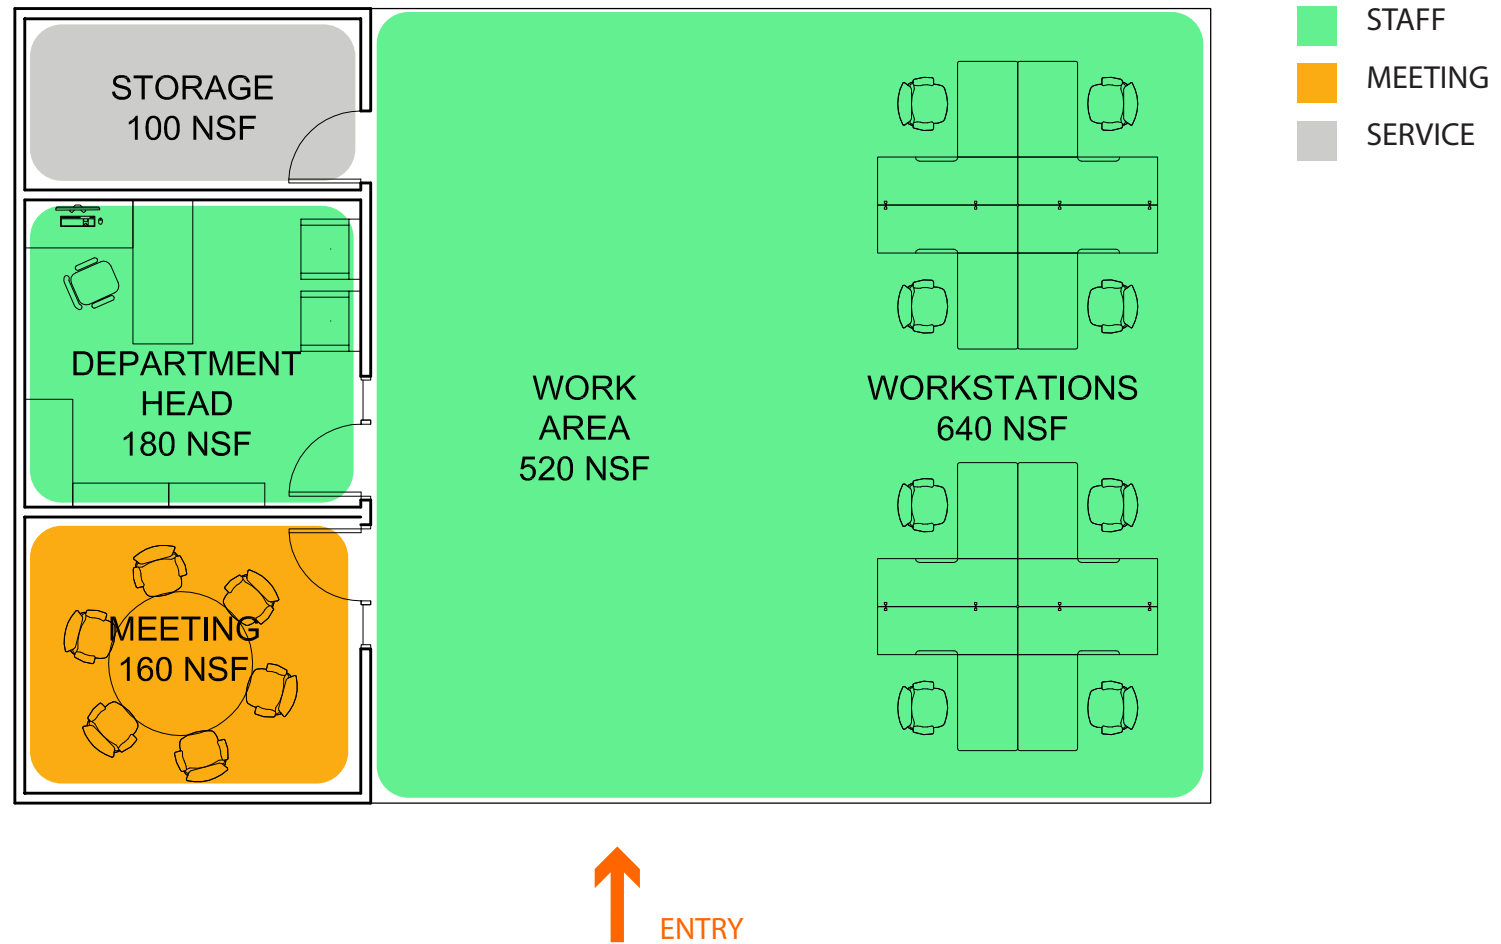 STORAGE
100 NSF
DEPARTMENT
HEAD
180 NSF
MEETING
160 NSF
WORK
AREA
520 NSF
WORKSTATIONS
640 NSF
STAFF
MEETING
SERVICE
ENTRY